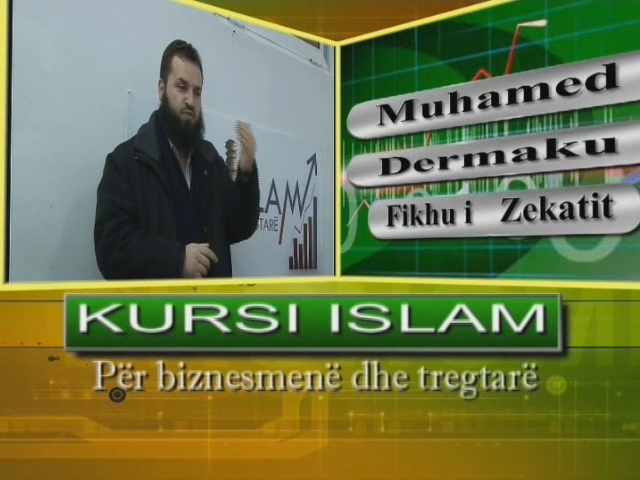 Muhamed
Dermaku
Fikhu i Zekatit
KURSI ISLAM
Për biznesmenë dhe tregtarë